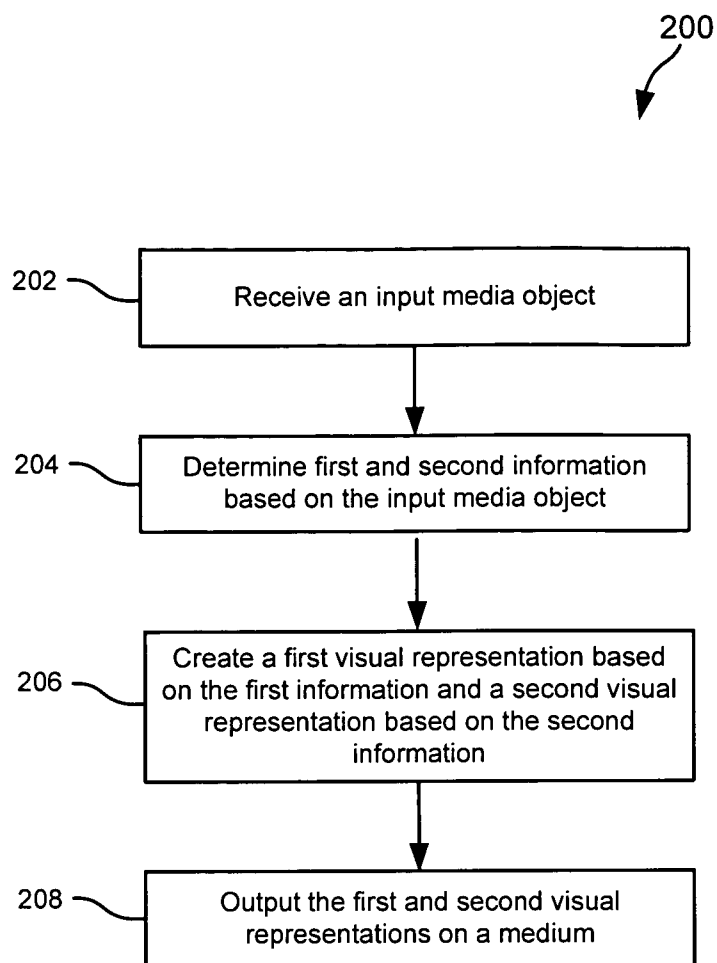 200
202
Receive an input media object
204
Determine first and second information
based on the input media object
206
Create a first visual representation based
on the first information and a second visual
representation based on the second
information
208
Output the first and second visual
representations on a medium